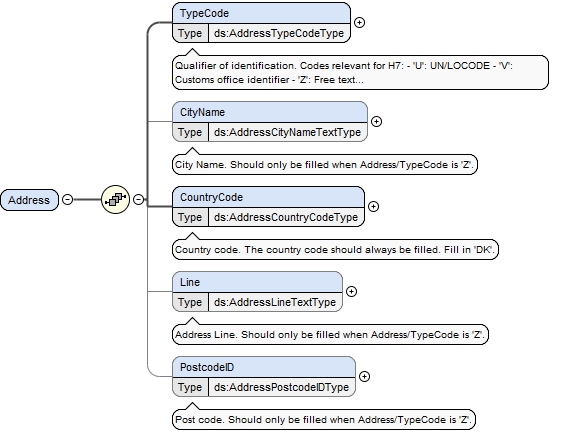 TypeCode
Type ds:AddressTypeCodeType
Qualifier of identification. Codes relevant for H7: - 'U': UN/LOCODE - 'V':
Customs office identifier - 'Z': Free text...
CityName
Type ds:AddressCityNameTextType
City Name. Should only be filled when Address/TypeCode is 'Z'.
Address
CountryCode
Type ds:AddressCountryCodeType
Country code. The country code should always be filled. Fill in 'DK'.
Line
Type ds:AddressLineTextType
Address Line. Should only be filled when Address/TypeCode is 'Z'.
PostcodeID
Type ds:AddressPostcodeIDType
Post code. Should only be filled when Address/TypeCode is 'Z'.